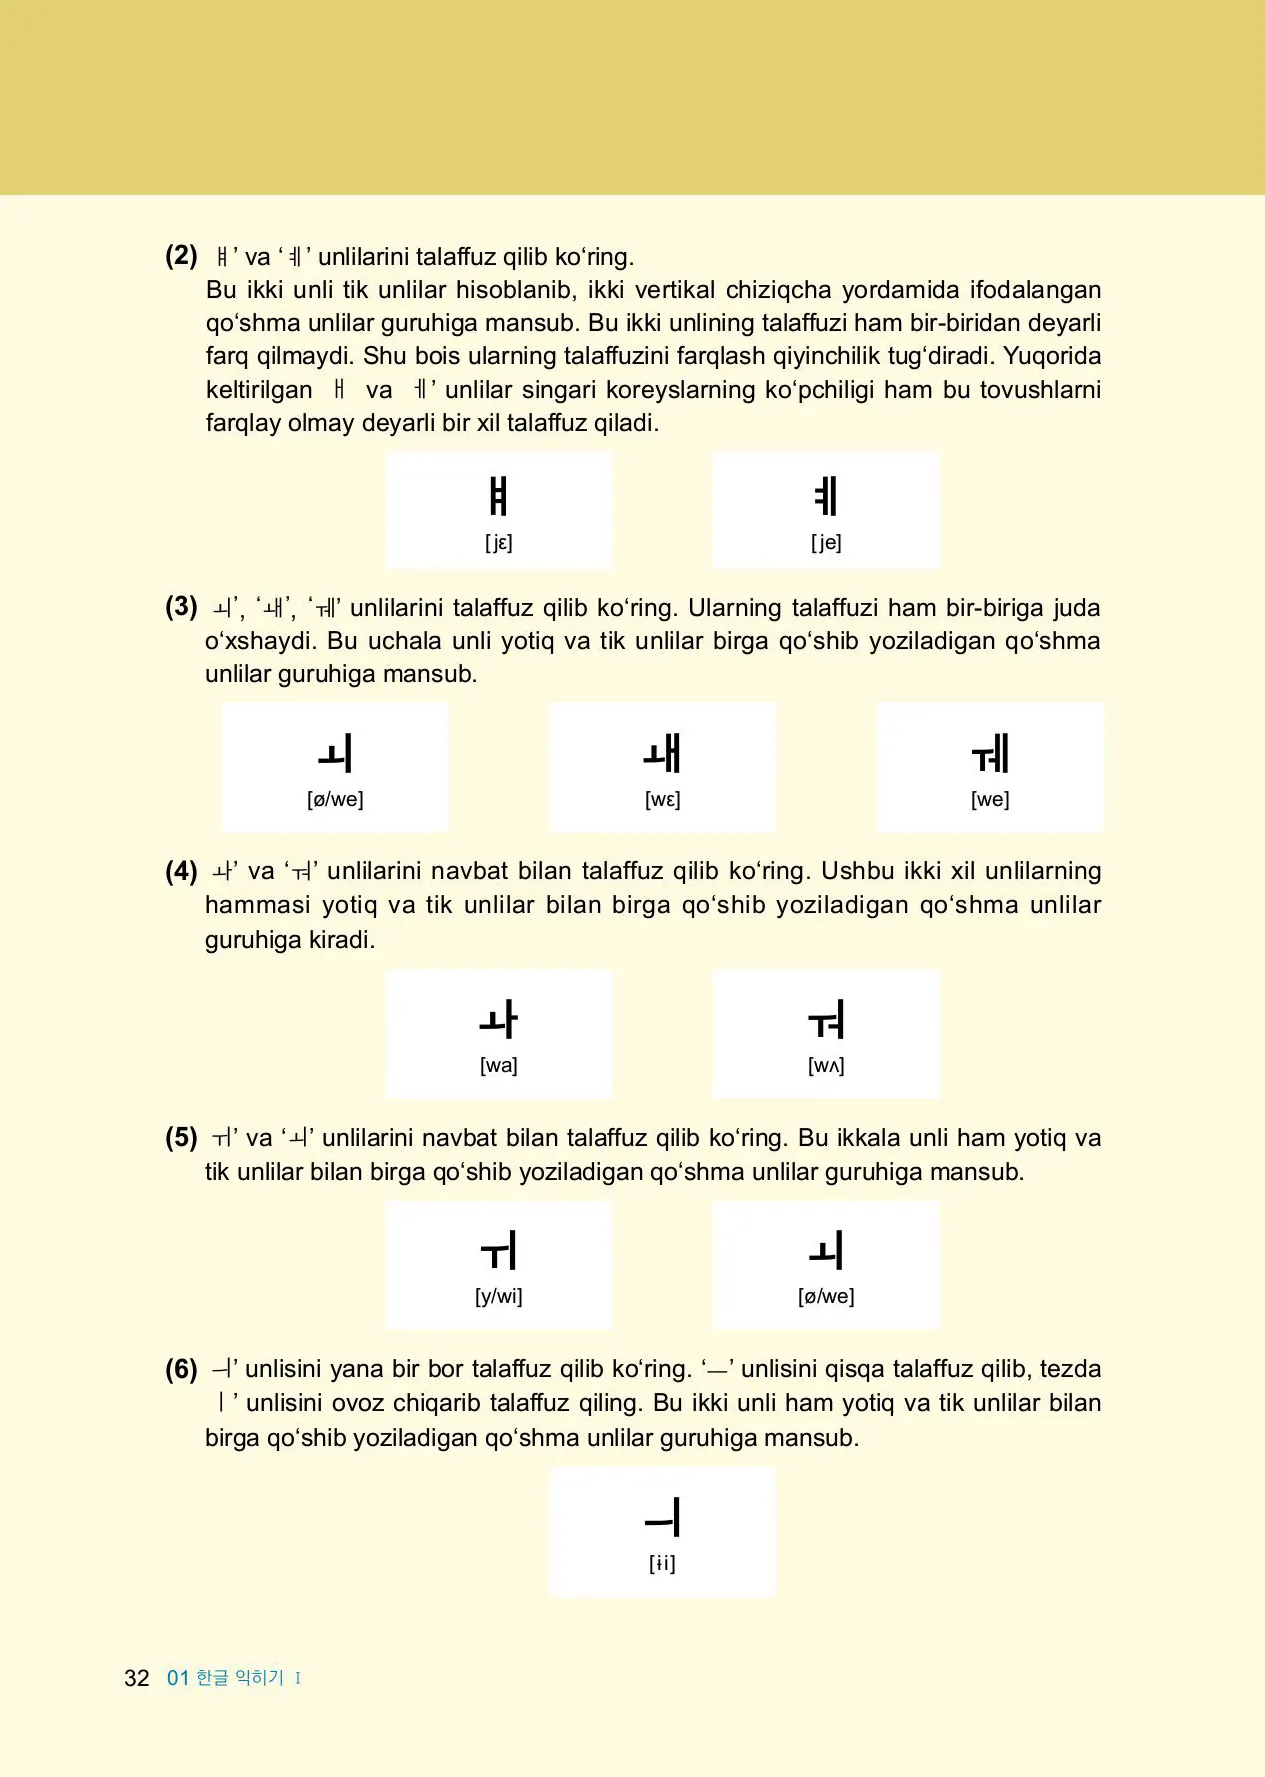 (2) ㅒ’ va ‘ㅖ’ unlilarini talaffuz qilib ko‘ring.
Bu ikki unli tik unlilar hisoblanib, ikki vertikal chiziqcha yordamida ifodalangan
qo‘shma unlilar guruhiga mansub. Bu ikki unlining talaffuzi ham bir-biridan deyarli
farq qilmaydi. Shu bois ularning talaffuzini farqlash qiyinchilik tug‘diradi. Yuqorida
keltirilgan ㅐ va ㅔ’ unlilar singari koreyslarning ko‘pchiligi ham bu tovushlarni
farqlay olmay deyarli bir xil talaffuz qiladi.
ㅒ ㅖ
[jɛ] [je]
(3) ㅚ’, ‘ㅙ’, ‘ㅞ’ unlilarini talaffuz qilib ko‘ring. Ularning talaffuzi ham bir-biriga juda
o‘xshaydi. Bu uchala unli yotiq va tik unlilar birga qo‘shib yoziladigan qo‘shma
unlilar guruhiga mansub.
ㅚ ㅙ ㅞ
[ø/we] [wɛ] [we]
(4) ㅘ’ va ‘ㅝ’ unlilarini navbat bilan talaffuz qilib ko‘ring. Ushbu ikki xil unlilarning
hammasi yotiq va tik unlilar bilan birga qo‘shib yoziladigan qo‘shma unlilar
guruhiga kiradi.
ㅘ ㅝ
[wa] [wʌ]
(5) ㅟ’ va ‘ㅚ’ unlilarini navbat bilan talaffuz qilib ko‘ring. Bu ikkala unli ham yotiq va
tik unlilar bilan birga qo‘shib yoziladigan qo‘shma unlilar guruhiga mansub.
ㅟ ㅚ
[y/wi] [ø/we]
(6) ㅢ’ unlisini yana bir bor talaffuz qilib ko‘ring. ‘ㅡ’ unlisini qisqa talaffuz qilib, tezda
ㅣ’ unlisini ovoz chiqarib talaffuz qiling. Bu ikki unli ham yotiq va tik unlilar bilan
birga qo‘shib yoziladigan qo‘shma unlilar guruhiga mansub.
ㅢ
[ɨi]
32 01 한글 익히기 Ⅰ